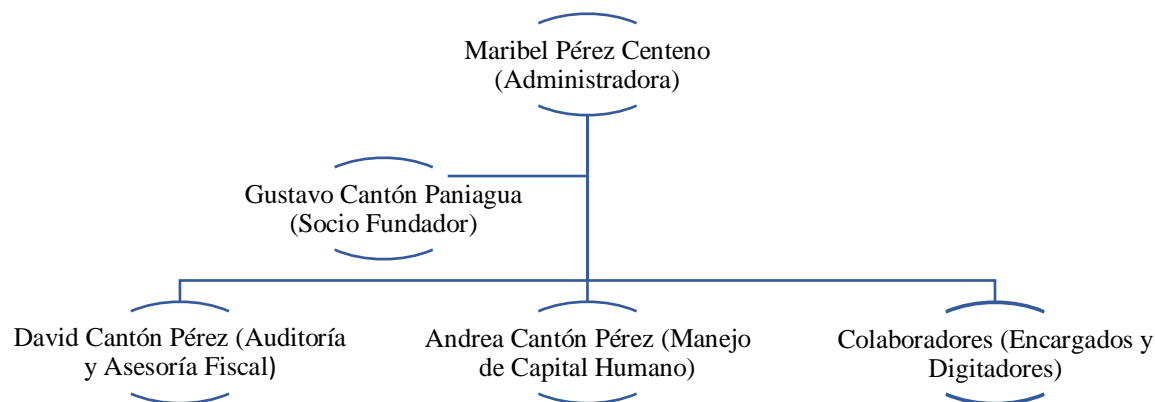 Maribel Pérez Centeno
(Administradora)
Gustavo Cantón Paniagua
(Socio Fundador)
David Cantón Pérez (Auditoría
y Asesoría Fiscal)
Andrea Cantón Pérez (Manejo
de Capital Humano)
Colaboradores (Encargados y
Digitadores)